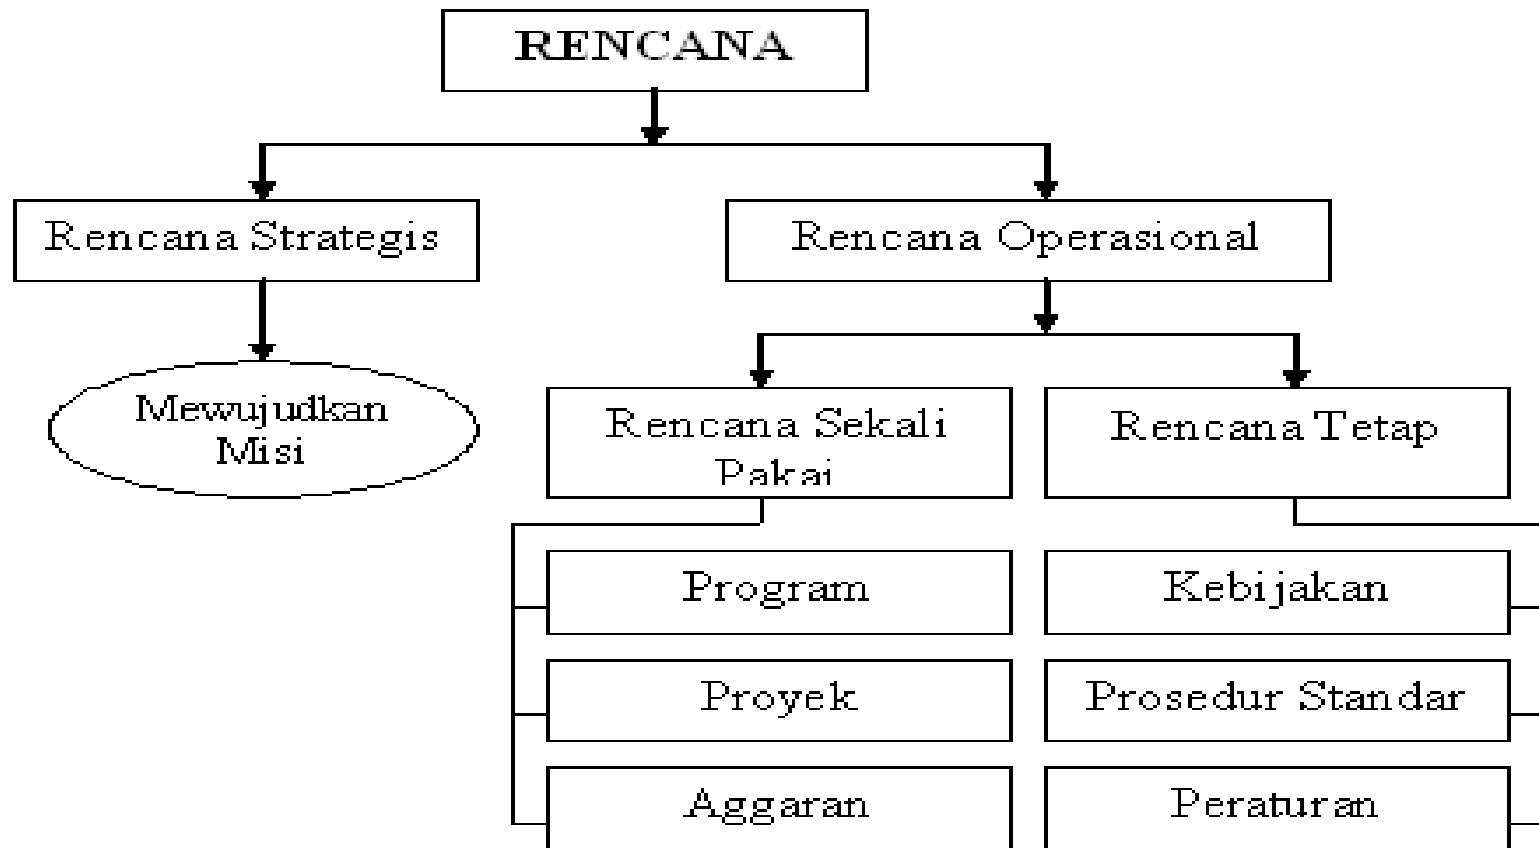 RENCANA
Rencana Strategis
Rencana Operasional
Mewujudkan
Misi
Rencana Sekali
Pakai
Rencana Tetap
Program
Kebijakan
Proyek
Prosedur Standar
Aggaran
Peraturan